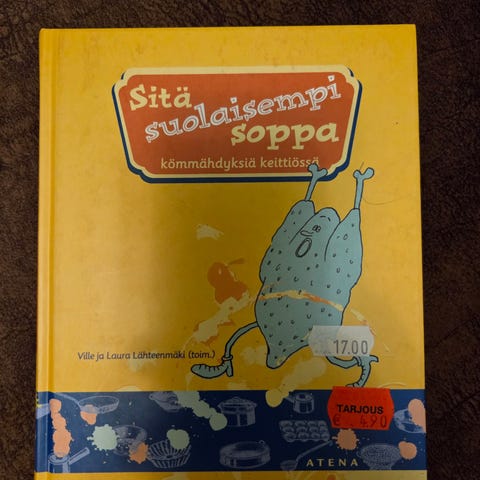 Sitä
suolaisempi
soppa
kömmähdyksiä keittiössä
Ville ja Laura Lähteenmäki (toim.)
17.00
TARJOUS
€ 4.90
ATENA